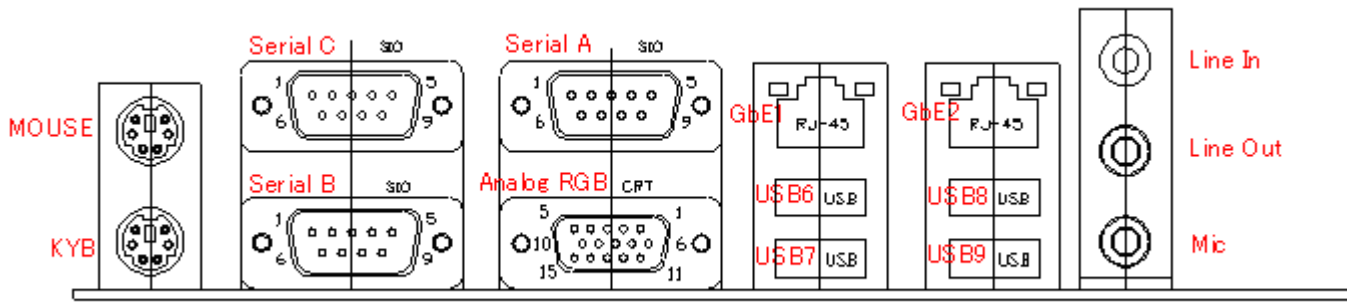 MOUSE
KYB
Serial C SIO
1 5
6 9
Serial B SIO
1 5
6 9
Serial A SIO
1 5
6 9
Analog RGB CRT
5 1
10 6
15 11
GbE1
RJ-45
USB6 USB
USB7 USB
GbE2
RJ-45
USB8 USB
USB9 USB
Line In
Line Out
Mic